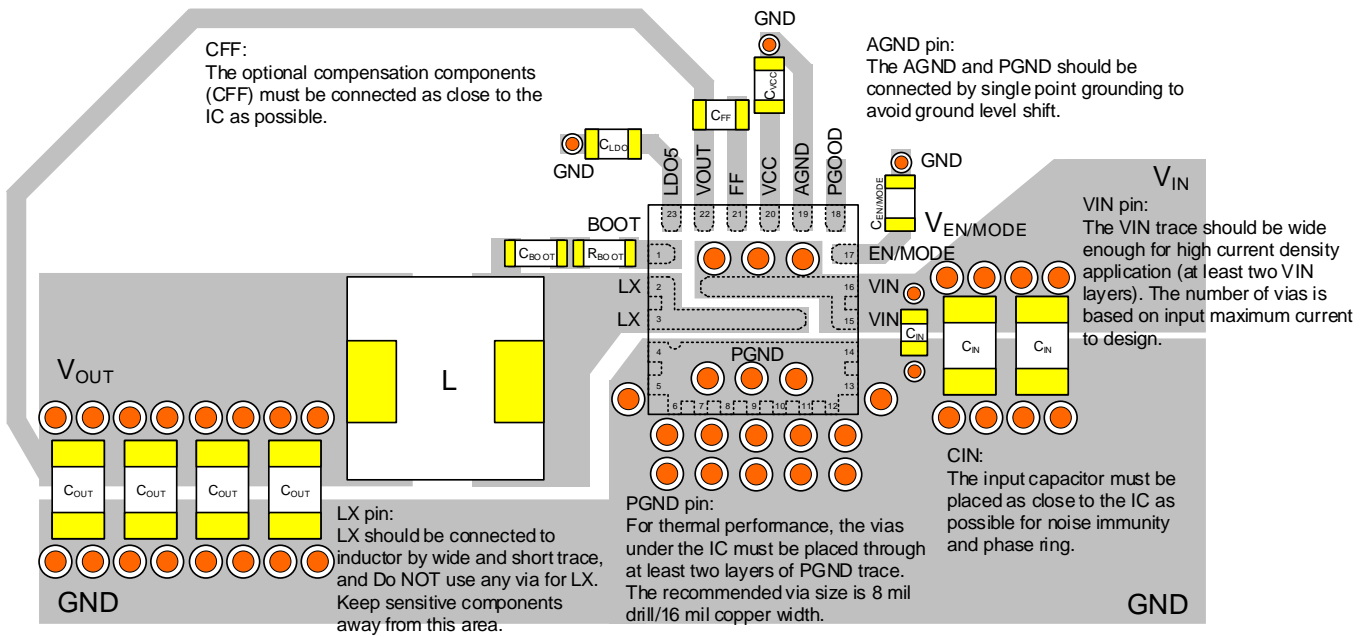 GND
CFF:
The optional compensation components
(CFF) must be connected as close to the
IC as possible.
AGND pin:
The AGND and PGND should be
connected by single point grounding to
avoid ground level shift.
CVCC
CFF
CLDO
GND
LDO5
VOUT
FF
VCC
AGND
PGOOD
GND
CEN/MODE
VEN/MODE
VIN
VIN pin:
The VIN trace should be wide
enough for high current density
application (at least two VIN
layers). The number of vias is
based on input maximum current
to design.
23
22
21
20
19
18
BOOT
CBOOT
RBOOT
1
17
EN/MODE
LX
2
16
VIN
LX
3
15
VIN
CIN
CIN
CIN
4
PGND
14
5
13
6
7
8
9
10
11
12
VOUT
L
COUT
COUT
COUT
COUT
GND
LX pin:
LX should be connected to
inductor by wide and short trace,
and Do NOT use any via for LX.
Keep sensitive components
away from this area.
PGND pin:
For thermal performance, the vias
under the IC must be placed through
at least two layers of PGND trace.
The recommended via size is 8 mil
drill/16 mil copper width.
CIN:
The input capacitor must be
placed as close to the IC as
possible for noise immunity
and phase ring.
GND